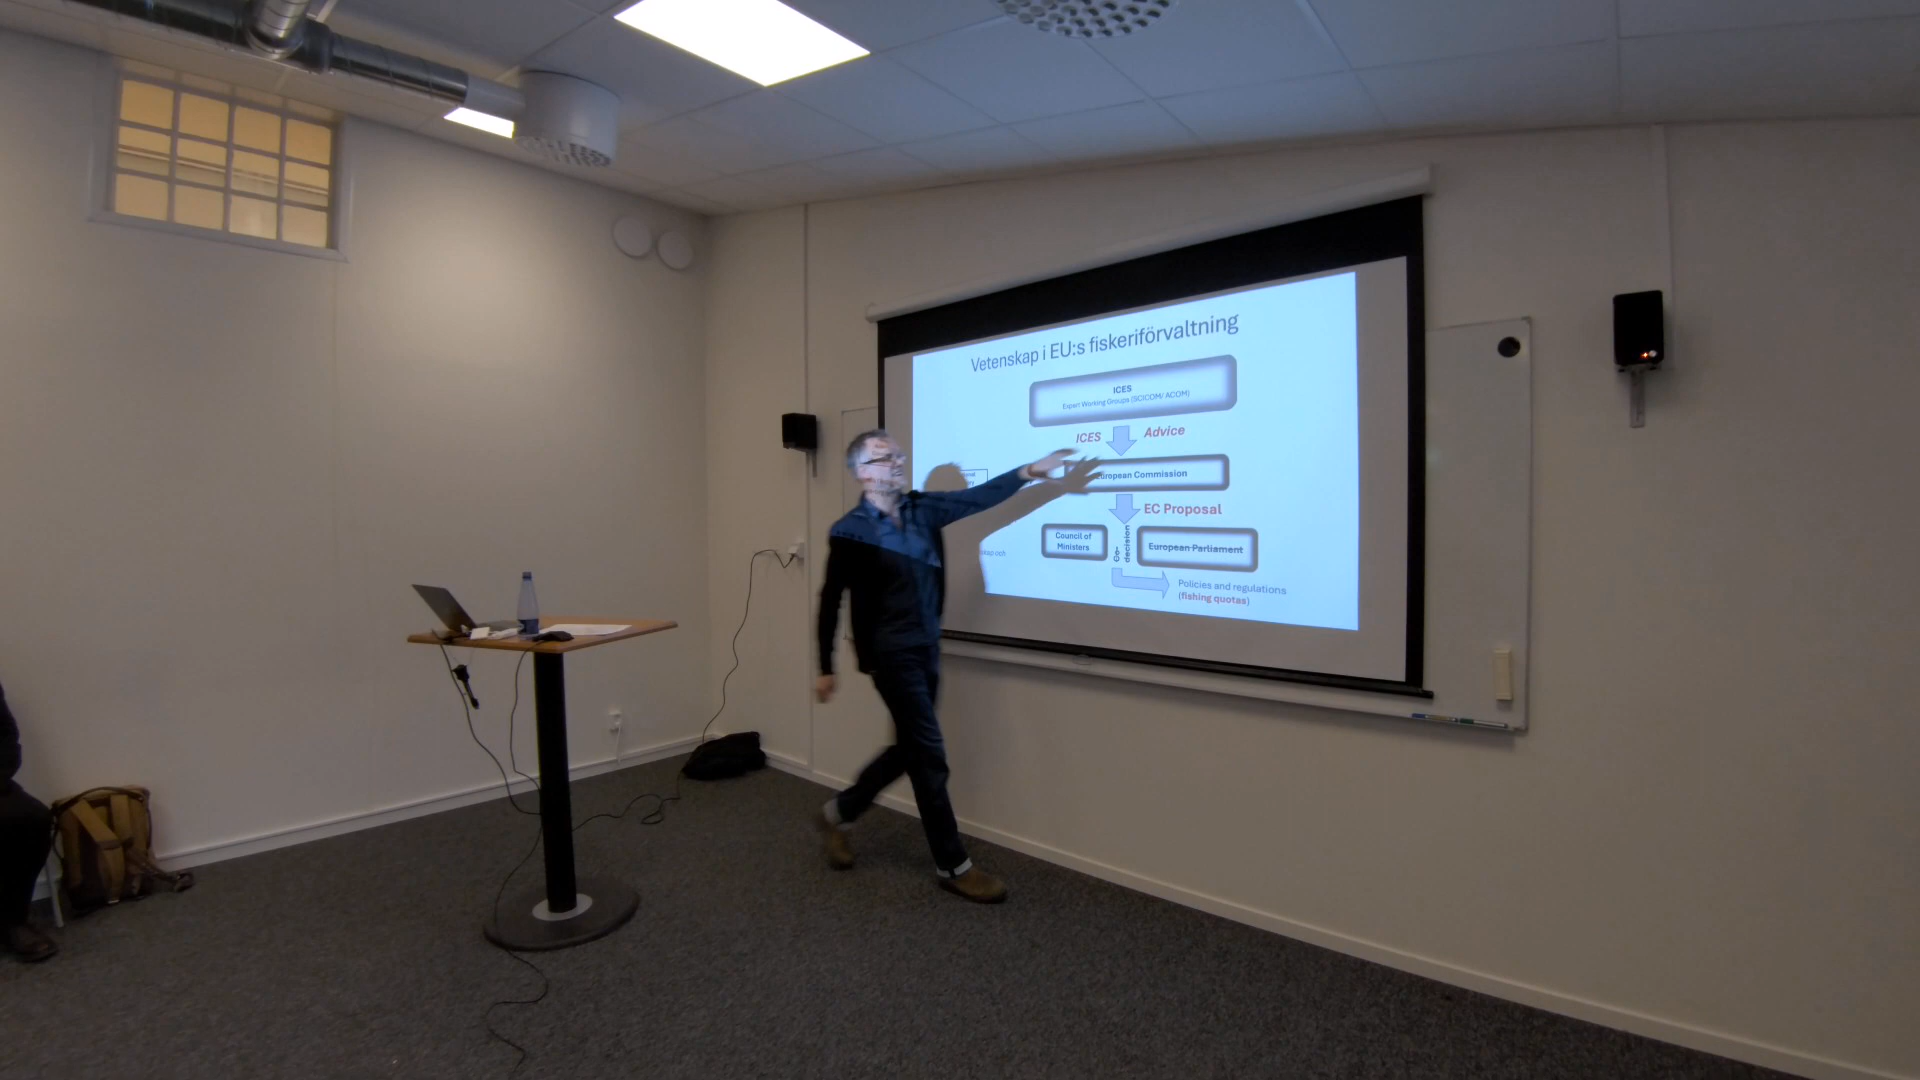 Vetenskap i EU:s fiskeriförvaltning
ICES
Expert Working Groups (SCICOM/ ACOM)
ICES Advice
European Commission
EC Proposal
Council of
Ministers
Co-
decision
European Parliament
Policies and regulations
(fishing quotas)